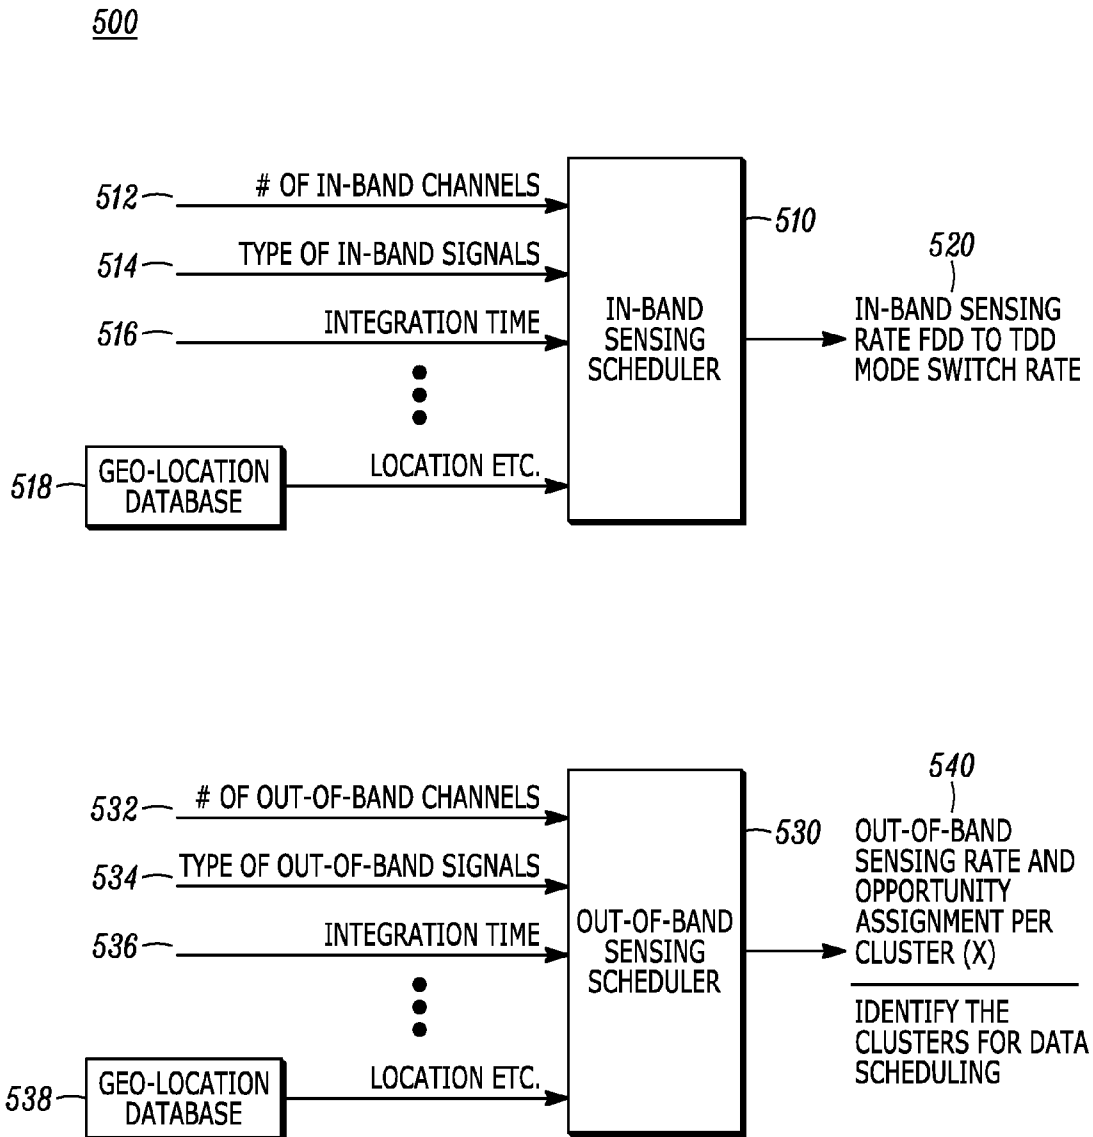 500
512
# OF IN-BAND CHANNELS
510
514
TYPE OF IN-BAND SIGNALS
516
INTEGRATION TIME
IN-BAND
SENSING
SCHEDULER
520
IN-BAND SENSING
RATE FDD TO TDD
MODE SWITCH RATE
518
GEO-LOCATION
DATABASE
LOCATION ETC.
532
# OF OUT-OF-BAND CHANNELS
530
534
TYPE OF OUT-OF-BAND SIGNALS
536
INTEGRATION TIME
OUT-OF-BAND
SENSING
SCHEDULER
540
OUT-OF-BAND
SENSING RATE AND
OPPORTUNITY
ASSIGNMENT PER
CLUSTER (X)
IDENTIFY THE
CLUSTERS FOR DATA
SCHEDULING
538
GEO-LOCATION
DATABASE
LOCATION ETC.